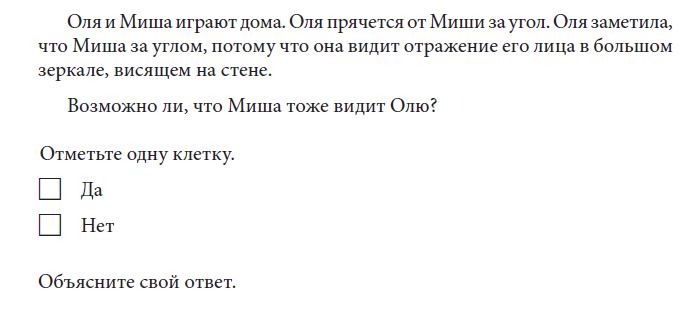 Оля и Миша играют дома. Оля прячется от Миши за угол. Оля заметила,
что Миша за углом, потому что она видит отражение его лица в большом
зеркале, висящем на стене.
Возможно ли, что Миша тоже видит Олю?
Отметьте одну клетку.
Да
Нет
Объясните свой ответ.